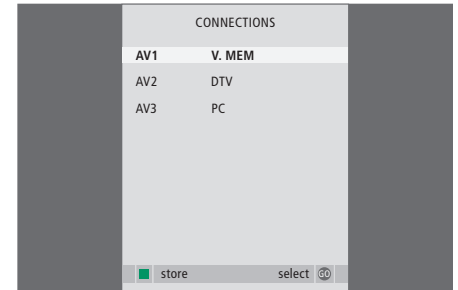 CONNECTIONS
AV1 V. MEM
AV2 DTV
AV3 PC
store select GO